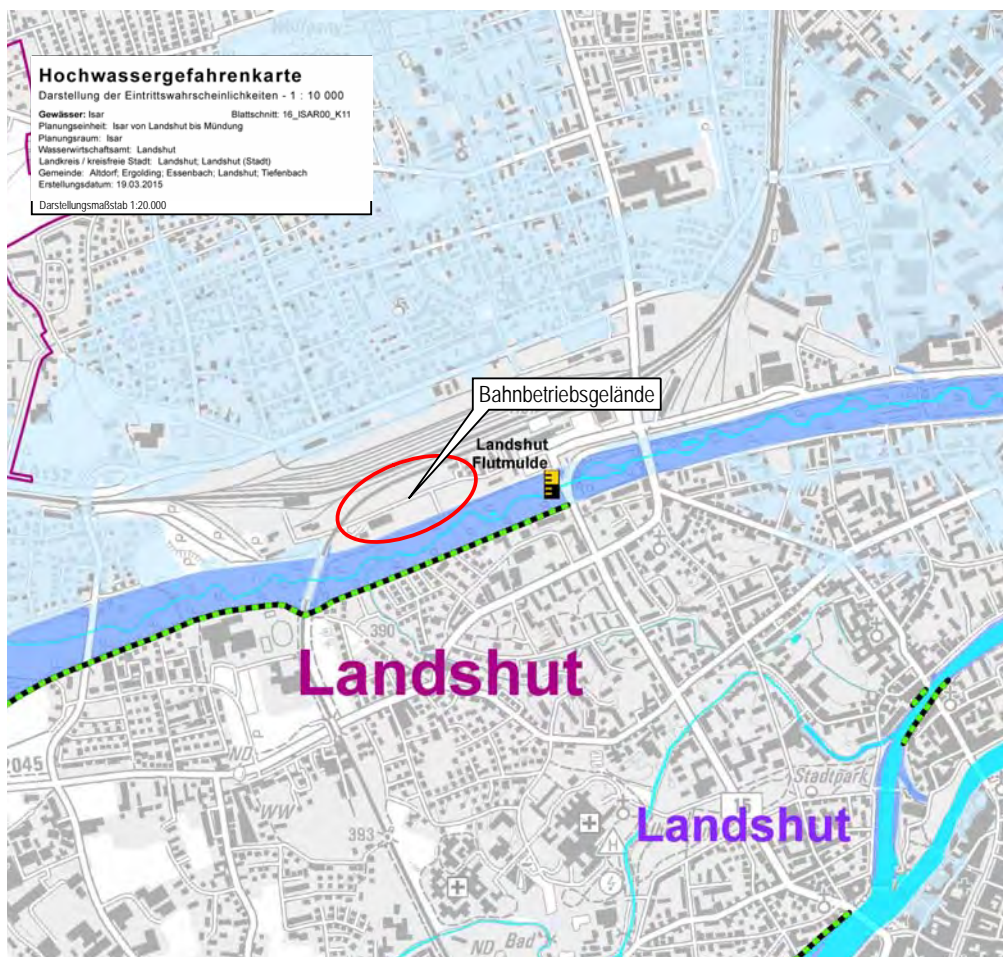 Hochwassergefahrenkarte
Darstellung der Eintrittswahrscheinlichkeiten - 1 : 10 000
Gewässer: Isar Blattschnitt: 16_ISAR00_K11
Planungseinheit: Isar von Landshut bis Mündung
Planungsraum: Isar
Wasserwirtschaftsamt: Landshut
Landkreis / kreisfreie Stadt: Landshut; Landshut (Stadt)
Gemeinde: Altdorf; Ergolding; Essenbach; Landshut; Tiefenbach
Erstellungsdatum: 19.03.2015
Darstellungsmaßstab 1:20.000
Bahnbetriebsgelände
Landshut
Flutmulde
390
Landshut
ND
2045
Stadtpark
WW
15
393
Landshut
H
ND
Bad